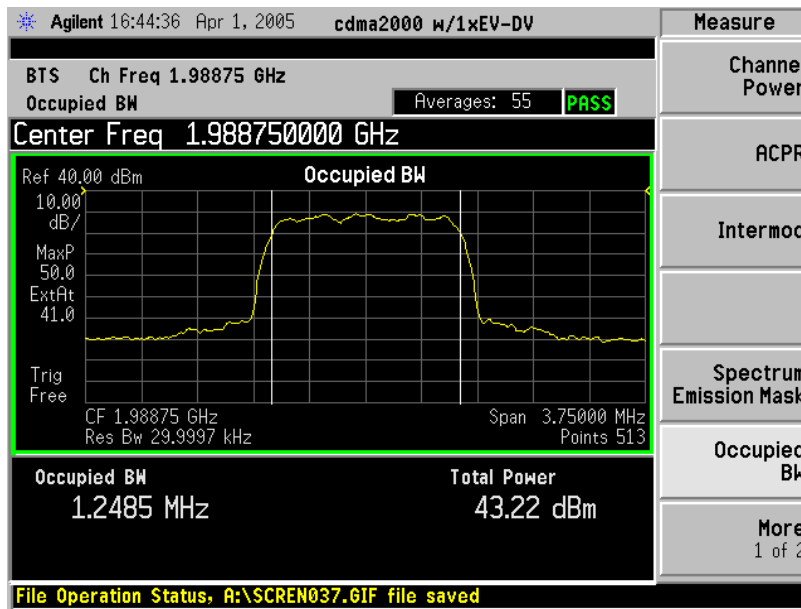 Agilent 16:44:36 Apr 1, 2005 cdma2000 w/1xEV-DV
Measure
BTS Ch Freq 1.98875 GHz
Occupied BW
Averages: 55 PASS
Center Freq 1.988750000 GHz
Ref 40.00 dBm
Occupied BW
10.00
dB/
MaxP
50.0
ExtAt
41.0
Trig
Free
CF 1.98875 GHz
Span 3.75000 MHz
Res Bw 29.9997 kHz
Points 513
Occupied BW
Total Power
1.2485 MHz
43.22 dBm
File Operation Status, A:\SCREN037.GIF file saved
Channe
Power
ACPR
Intermod
Spectrum
Emission Mask
Occupied
BW
More
1 of 2